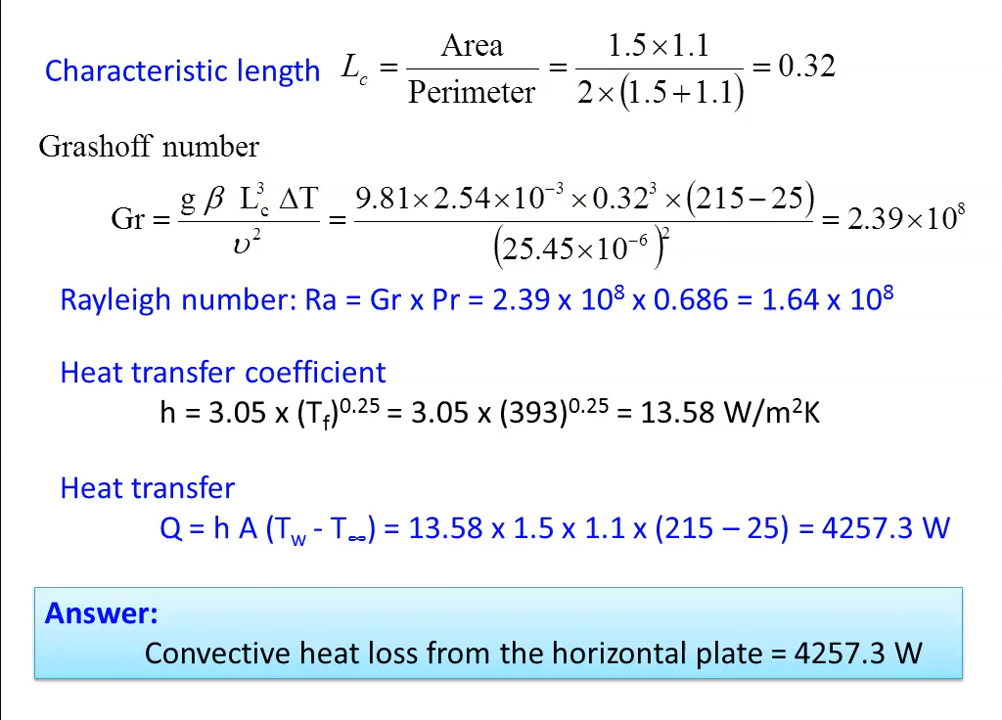 Characteristic length L_c = Area / Perimeter = 1.5×1.1 / 2×(1.5+1.1) = 0.32
Grashoff number
Gr = g β L_c^3 ΔT / υ^2 = 9.81×2.54×10^−3 ×0.32^3 ×(215−25) / (25.45×10^−6)^2 = 2.39×10^8
Rayleigh number: Ra = Gr x Pr = 2.39 x 10^8 x 0.686 = 1.64 x 10^8
Heat transfer coefficient
h = 3.05 x (T_f)^0.25 = 3.05 x (393)^0.25 = 13.58 W/m^2K
Heat transfer
Q = h A (T_w - T_∞) = 13.58 x 1.5 x 1.1 x (215 – 25) = 4257.3 W
Answer:
Convective heat loss from the horizontal plate = 4257.3 W